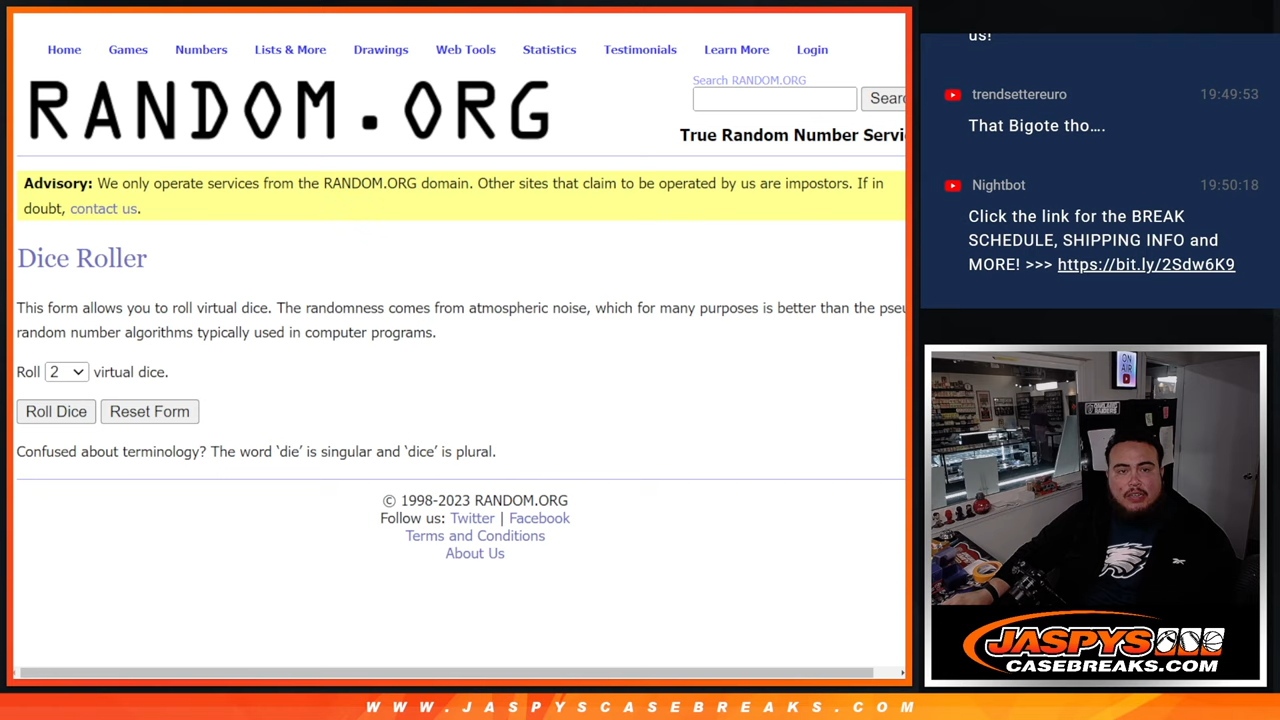 Home Games Numbers Lists & More Drawings Web Tools Statistics Testimonials Learn More Login
RANDOM.ORG
Search RANDOM.ORG
Searc
True Random Number Servi
Advisory: We only operate services from the RANDOM.ORG domain. Other sites that claim to be operated by us are impostors. If in
doubt, contact us.
Dice Roller
This form allows you to roll virtual dice. The randomness comes from atmospheric noise, which for many purposes is better than the pseu
random number algorithms typically used in computer programs.
Roll 2 virtual dice.
Roll Dice Reset Form
Confused about terminology? The word ‘die’ is singular and ‘dice’ is plural.
© 1998-2023 RANDOM.ORG
Follow us: Twitter | Facebook
Terms and Conditions
About Us
us!
trendsettereuro 19:49:53
That Bigote tho….
Nightbot 19:50:18
Click the link for the BREAK
SCHEDULE, SHIPPING INFO and
MORE! >>> https://bit.ly/2Sdw6K9
ON
AIR
JASPYS
CASEBREAKS.COM
WWW.JASPYSCASEBREAKS.COM